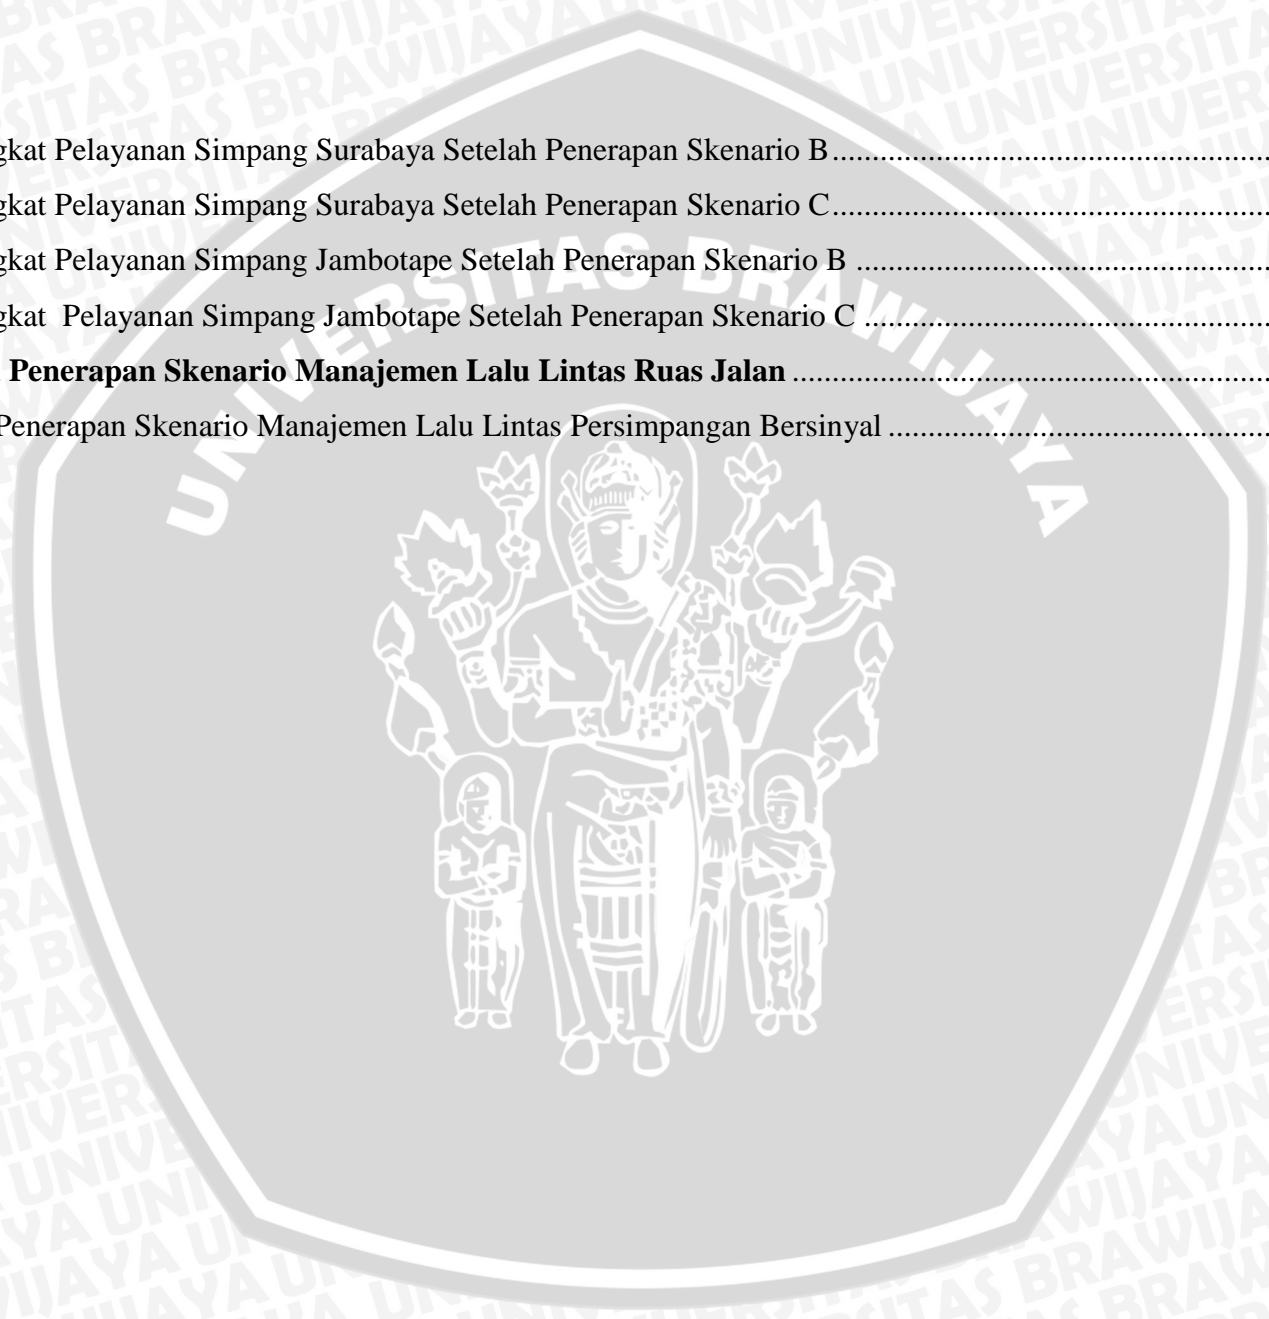 gkat Pelayanan Simpang Surabaya Setelah Penerapan Skenario B
gkat Pelayanan Simpang Surabaya Setelah Penerapan Skenario C
gkat Pelayanan Simpang Jambotape Setelah Penerapan Skenario B
gkat Pelayanan Simpang Jambotape Setelah Penerapan Skenario C
Penerapan Skenario Manajemen Lalu Lintas Ruas Jalan
Penerapan Skenario Manajemen Lalu Lintas Persimpangan Bersinyal
UNIVERSITAS BRAWIJAYA